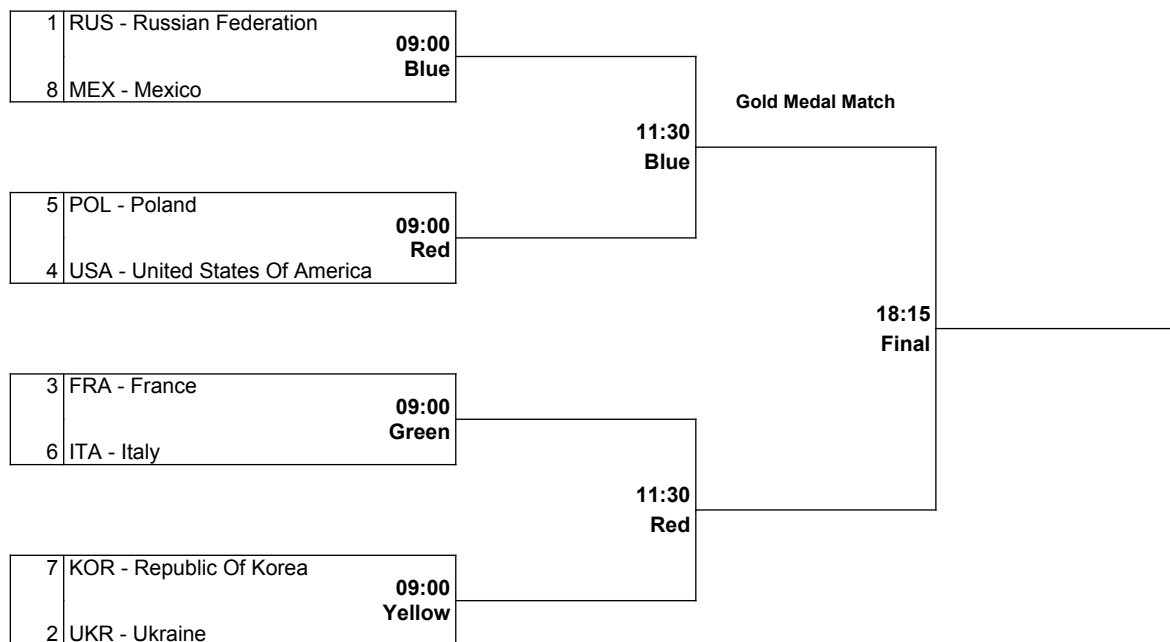 1 RUS - Russian Federation
09:00
Blue
8 MEX - Mexico
Gold Medal Match
11:30
Blue
5 POL - Poland
09:00
Red
4 USA - United States Of America
18:15
Final
3 FRA - France
09:00
Green
6 ITA - Italy
11:30
Red
7 KOR - Republic Of Korea
09:00
Yellow
2 UKR - Ukraine